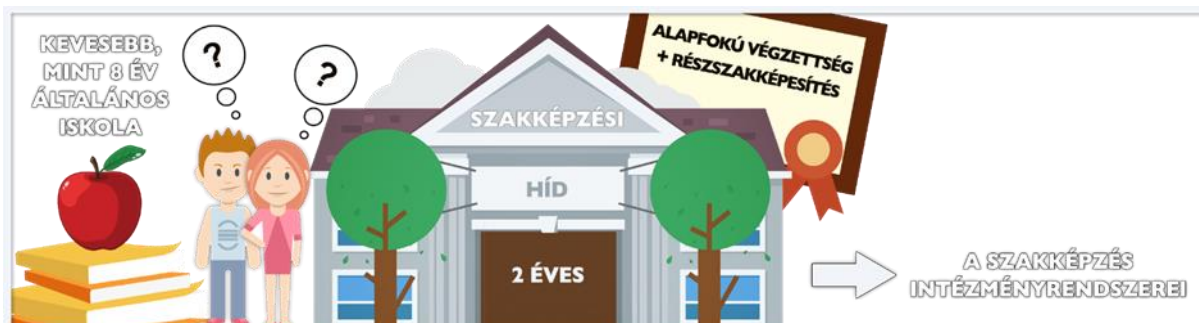 KEVESEBB,
MINT 8 ÉV
ÁLTALÁNOS
ISKOLA
?
?
SZAKKÉPZÉSI
HÍD
2 ÉVES
ALAPFOKÚ VÉGZETTSÉG
+ RÉSZSZAKKÉPESÍTÉS
A SZAKKÉPZÉS
INTÉZMÉNYRENDSZEREI